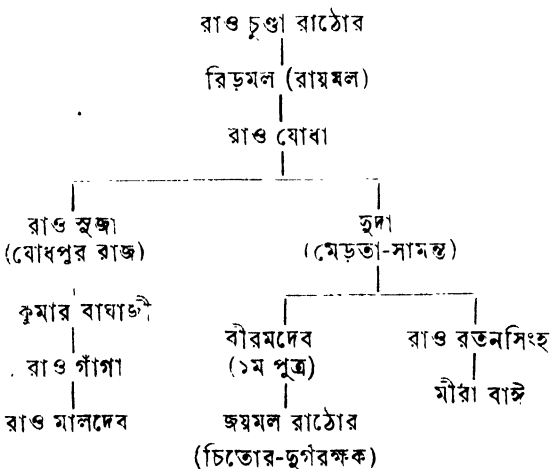 রাও চুণ্ডা রাঠোর
রিড়মল (রায়মল)
রাও যোধা
রাও সুজা
(যোধপুর রাজ)
কুমার বাঘাজী
রাও গাঁগা
রাও মালদেব
দুদা
(মেড়তা-সামন্ত)
বীরমদেব
(১ম পুত্র)
জয়মল রাঠোর
(চিতোর-দুর্গরক্ষক)
রাও রতনসিংহ
মীরা বাঈ